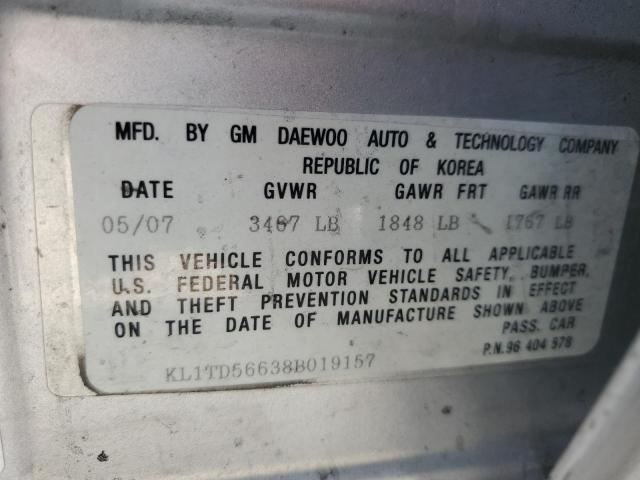 MFD. BY GM DAEWOO AUTO & TECHNOLOGY COMPANY
REPUBLIC OF KOREA
DATE GVWR GAWR FRT GAWR RR
05/07 3467 LB 1848 LB 1767 LB
THIS VEHICLE CONFORMS TO ALL APPLICABLE
U.S. FEDERAL MOTOR VEHICLE SAFETY, BUMPER,
AND THEFT PREVENTION STANDARDS IN EFFECT
ON THE DATE OF MANUFACTURE SHOWN ABOVE
PASS. CAR
P.N.96 404 978
KL1TD56638B019157